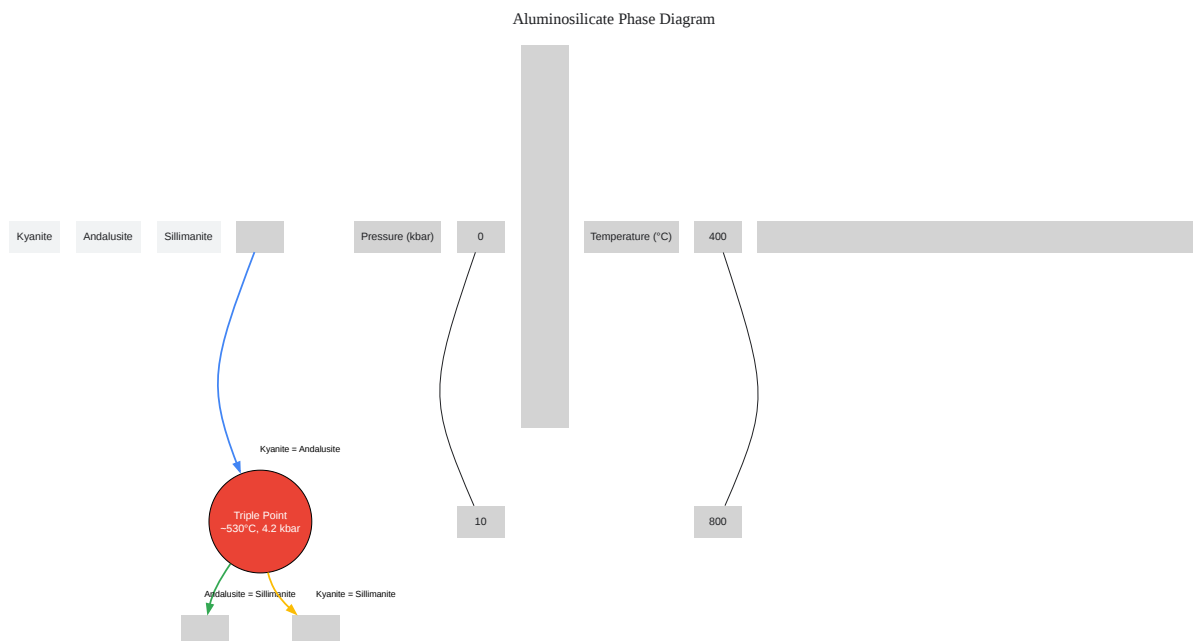 Aluminosilicate Phase Diagram
Kyanite
Andalusite
Sillimanite
Pressure (kbar)
0
Temperature (°C)
400
Kyanite = Andalusite
Triple Point
~530°C, 4.2 kbar
10
800
Andalusite = Sillimanite
Kyanite = Sillimanite